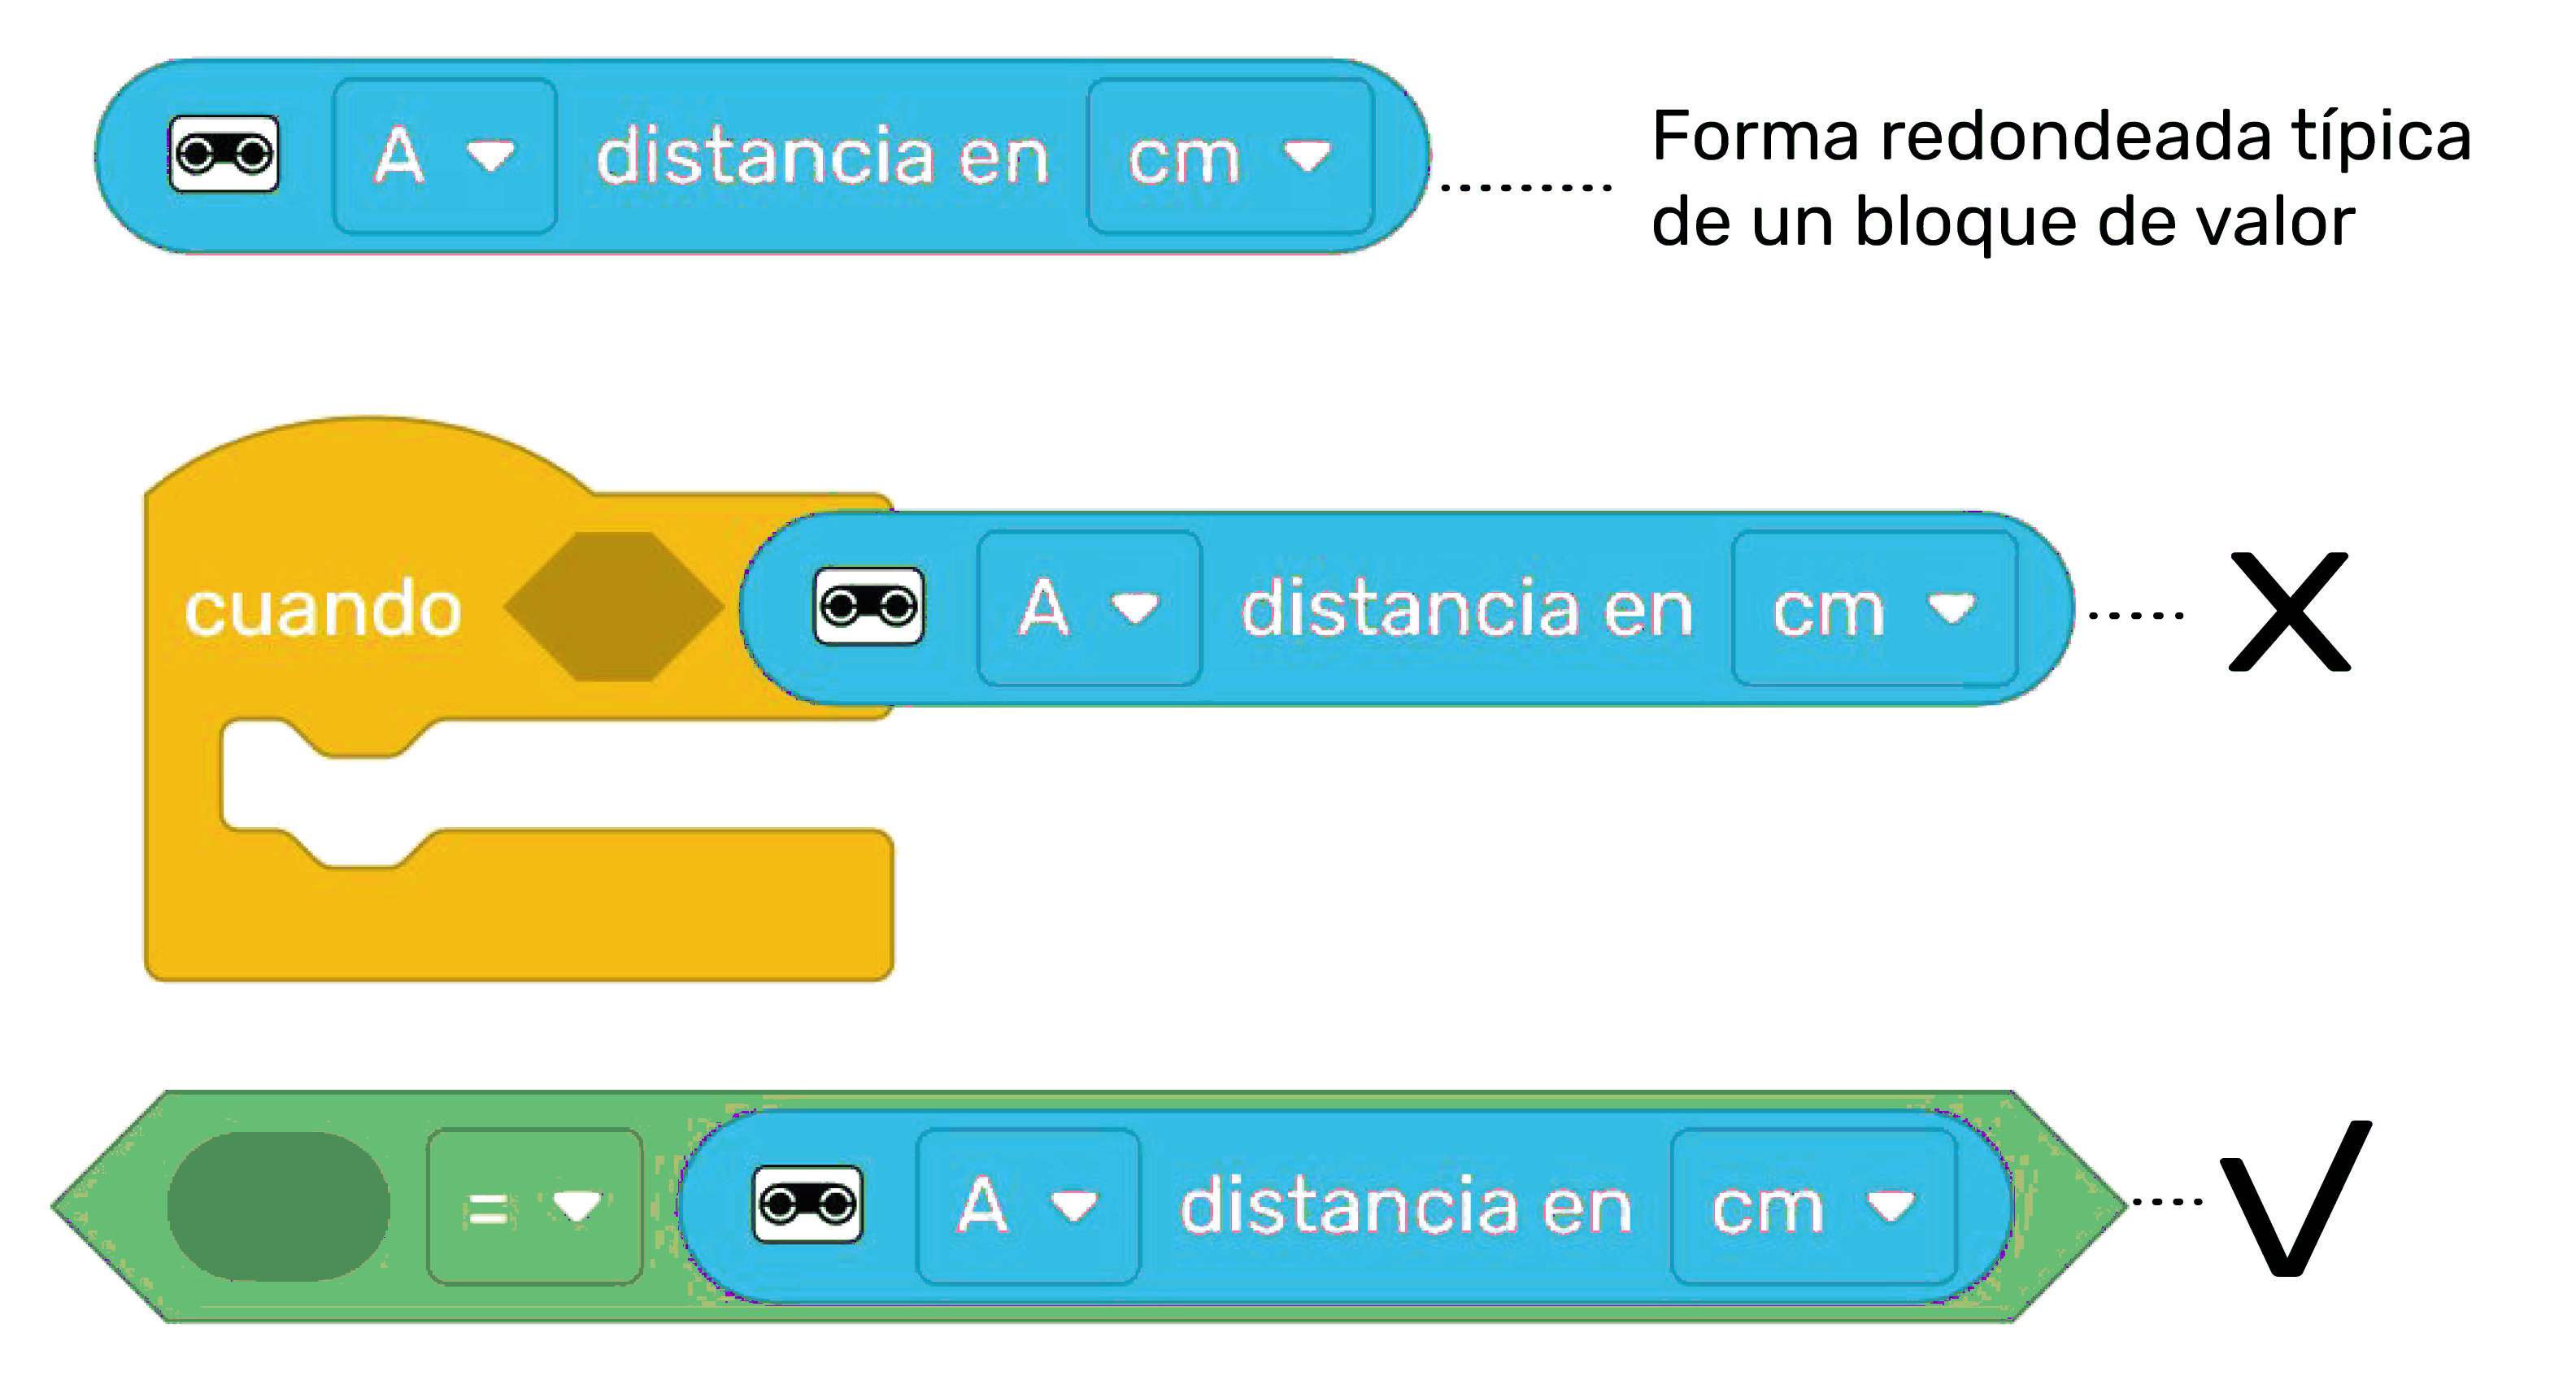 A distancia en cm
Forma redondeada típica
de un bloque de valor
cuando A distancia en cm X
= A distancia en cm V